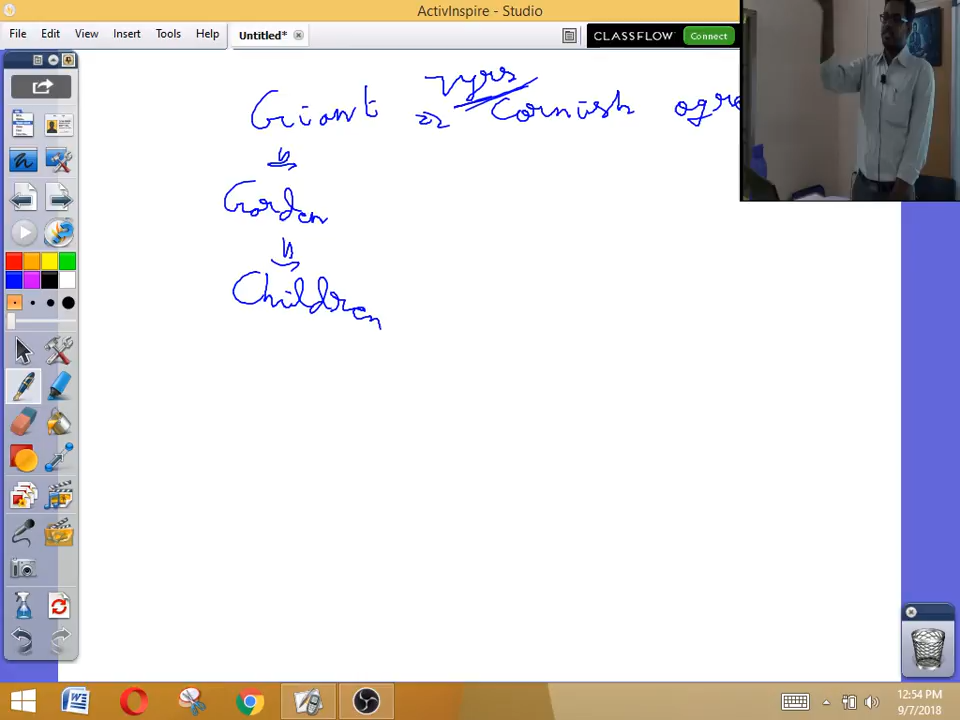 ActivInspire - Studio
File Edit View Insert Tools Help Untitled* CLASSFLOW Connect
7yrs
Giant Cornish ogre
Garden
Children
12:54 PM
9/7/2018